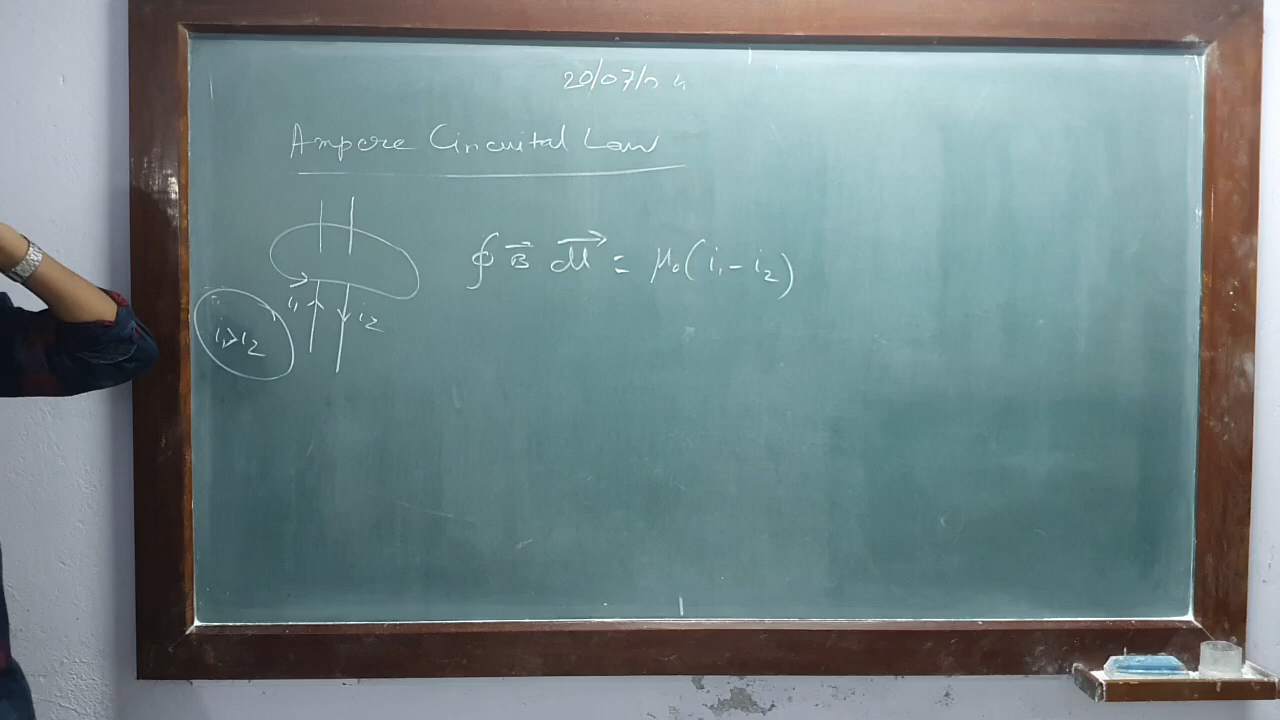 20/07/24
Ampere Circuital Law
∮ B⃗ . dl⃗ = μ₀(i₁ - i₂)
i₁
i₂
i₁>i₂